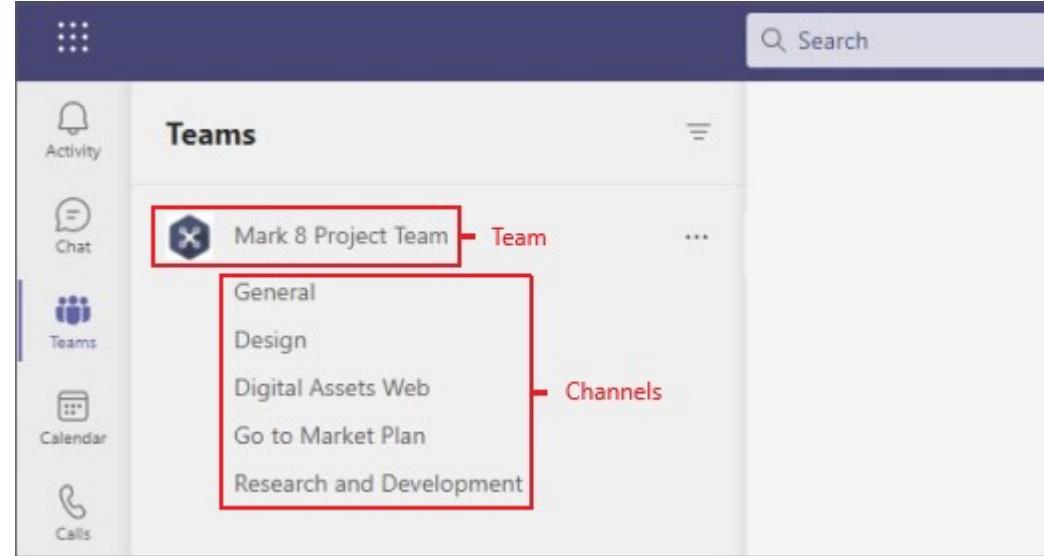 Search
Activity
Chat
Teams
Calendar
Calls
Teams
Mark 8 Project Team
Team
General
Design
Digital Assets Web
Go to Market Plan
Research and Development
Channels